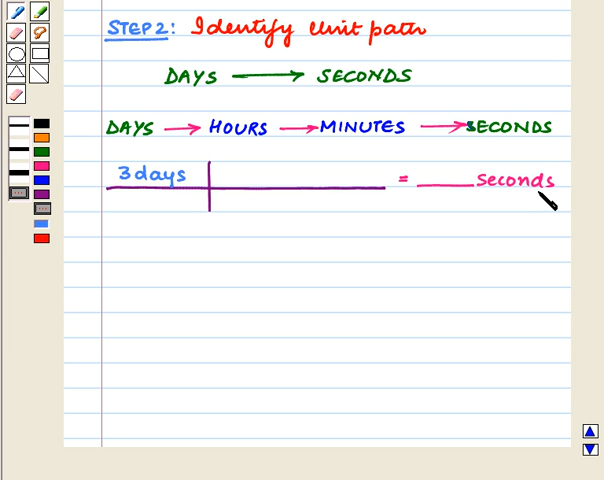 STEP 2: Identify Unit path
DAYS → SECONDS
DAYS → HOURS → MINUTES → SECONDS
3 days = ____ seconds